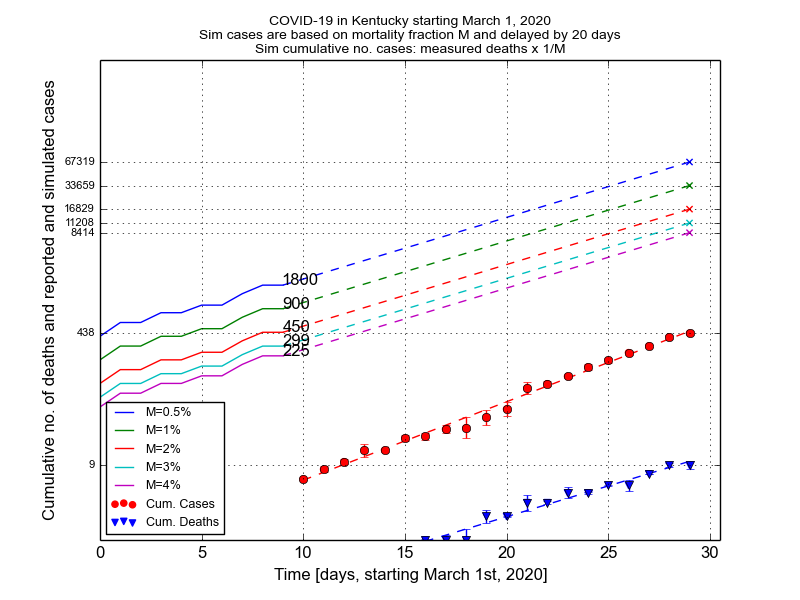 COVID-19 in Kentucky starting March 1, 2020
Sim cases are based on mortality fraction M and delayed by 20 days
Sim cumulative no. cases: measured deaths x 1/M
Cumulative no. of deaths and reported and simulated cases
67319
33659
16829
11208
8414
438
9
1800
900
450
299
225
M=0.5%
M=1%
M=2%
M=3%
M=4%
Cum. Cases
Cum. Deaths
0 5 10 15 20 25 30
Time [days, starting March 1st, 2020]